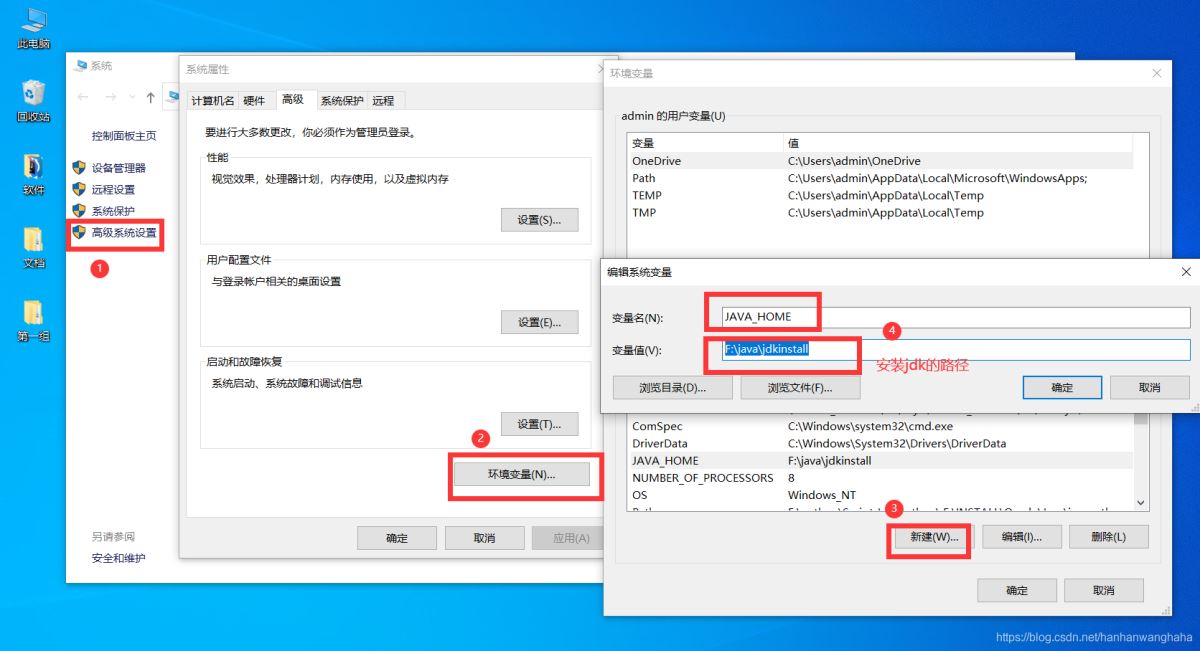 此电脑
回收站
软件
文档
第一组
系统
控制面板主页
设备管理器
远程设置
系统保护
高级系统设置
1
另请参阅
安全和维护
系统属性
计算机名 硬件 高级 系统保护 远程
要进行大多数更改，你必须作为管理员登录。
性能
视觉效果，处理器计划，内存使用，以及虚拟内存
设置(S)...
用户配置文件
与登录帐户相关的桌面设置
设置(E)...
启动和故障恢复
系统启动、系统故障和调试信息
设置(T)...
2
环境变量(N)...
确定 取消 应用(A)
环境变量
admin 的用户变量(U)
变量 值
OneDrive C:\Users\admin\OneDrive
Path C:\Users\admin\AppData\Local\Microsoft\WindowsApps;
TEMP C:\Users\admin\AppData\Local\Temp
TMP C:\Users\admin\AppData\Local\Temp
编辑系统变量
变量名(N): JAVA_HOME
4
变量值(V): F:\java\jdkinstall
安装jdk的路径
浏览目录(D)... 浏览文件(F)... 确定 取消
ComSpec C:\Windows\system32\cmd.exe
DriverData C:\Windows\System32\Drivers\DriverData
JAVA_HOME F:\java\jdkinstall
NUMBER_OF_PROCESSORS 8
OS Windows_NT
3
新建(W)... 编辑(I)... 删除(L)
确定 取消
https://blog.csdn.net/hanhanwanghaha